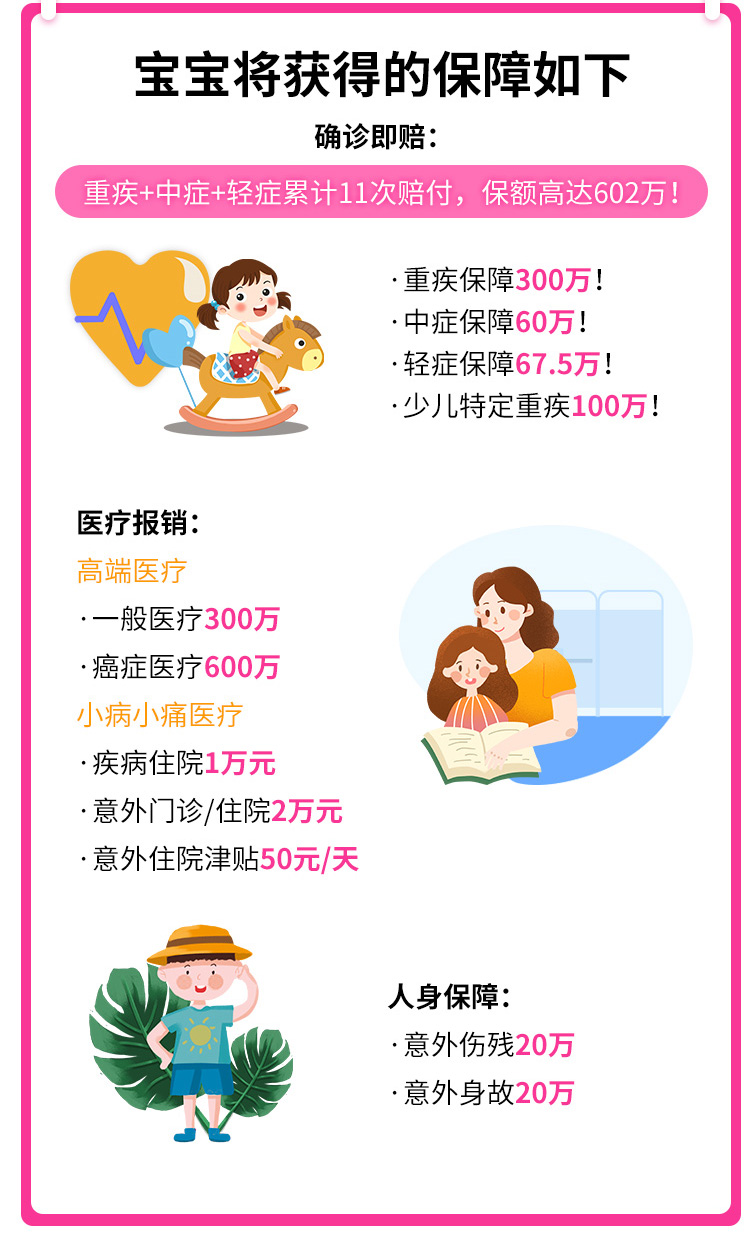 宝宝将获得的保障如下
确诊即赔：
重疾+中症+轻症累计11次赔付，保额高达602万！
·重疾保障300万！
·中症保障60万！
·轻症保障67.5万！
·少儿特定重疾100万！
医疗报销：
高端医疗
·一般医疗300万
·癌症医疗600万
小病小痛医疗
·疾病住院1万元
·意外门诊/住院2万元
·意外住院津贴50元/天
人身保障：
·意外伤残20万
·意外身故20万